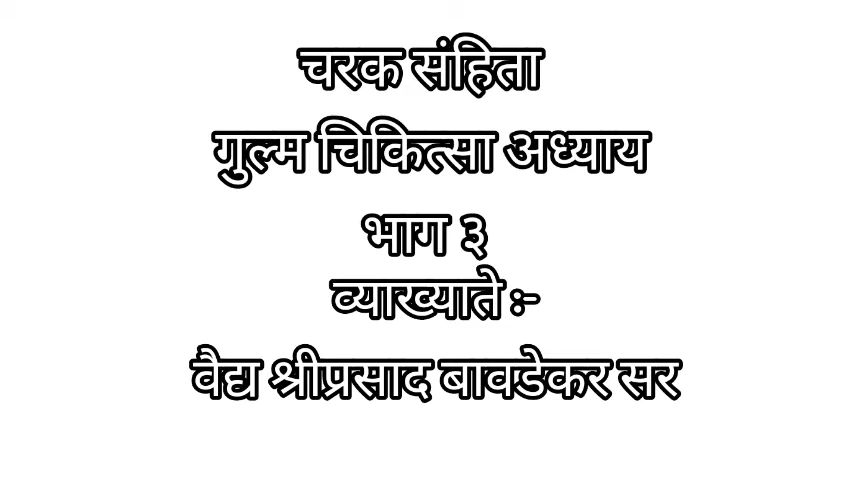 चरक संहिता
गुल्म चिकित्सा अध्याय
भाग ३
व्याख्याते :-
वैद्य श्रीप्रसाद बावडेकर सर